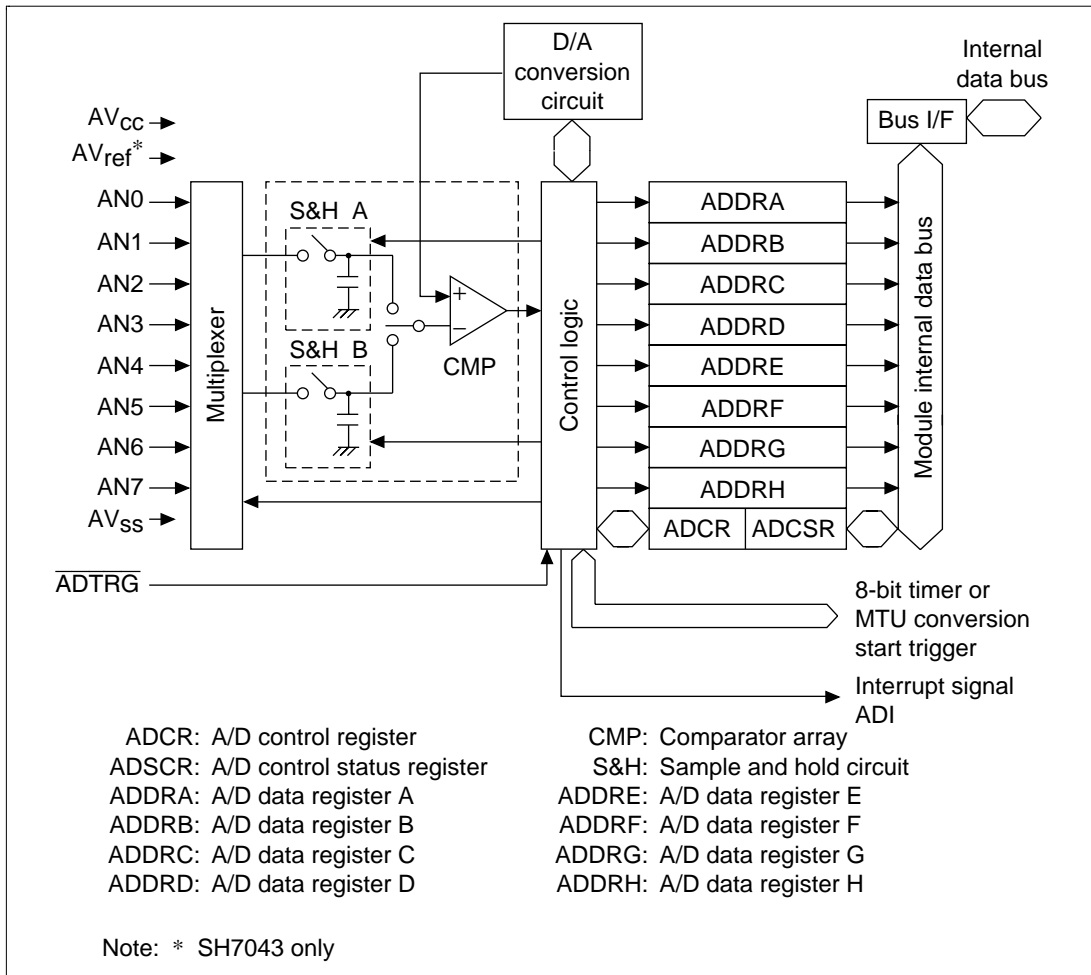 D/A
conversion
circuit
Internal
data bus
Bus I/F
AVcc
AVref*
AN0
AN1
AN2
AN3
AN4
AN5
AN6
AN7
AVss
ADTRG
Multiplexer
S&H A
S&H B
+
−
CMP
Control logic
ADDRA
ADDRB
ADDRC
ADDRD
ADDRE
ADDRF
ADDRG
ADDRH
ADCR ADCSR
Module internal data bus
8-bit timer or
MTU conversion
start trigger
Interrupt signal
ADI
ADCR: A/D control register
ADSCR: A/D control status register
ADDRA: A/D data register A
ADDRB: A/D data register B
ADDRC: A/D data register C
ADDRD: A/D data register D
CMP: Comparator array
S&H: Sample and hold circuit
ADDRE: A/D data register E
ADDRF: A/D data register F
ADDRG: A/D data register G
ADDRH: A/D data register H
Note: * SH7043 only